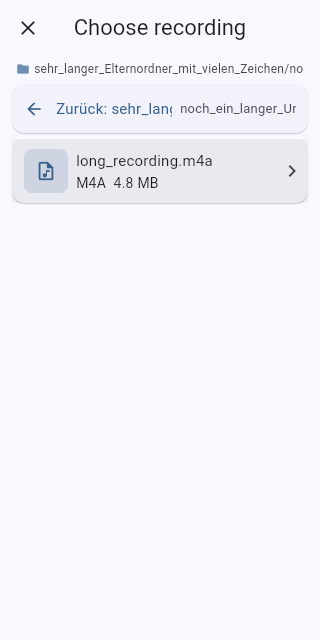 Choose recording
sehr_langer_Elternordner_mit_vielen_Zeichen/no
Zurück: sehr_lang noch_ein_langer_Ur
long_recording.m4a
M4A 4.8 MB